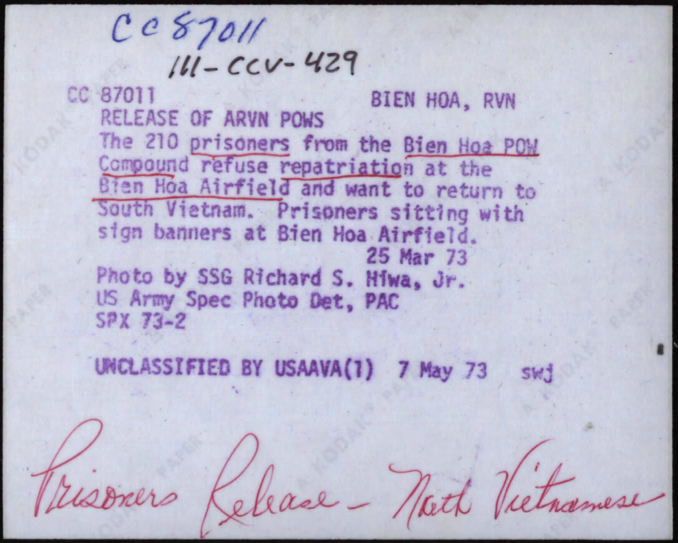 CC87011
111-CCV-429
CC 87011 BIEN HOA, RVN
RELEASE OF ARVN POWS
The 210 prisoners from the Bien Hoa POW
Compound refuse repatriation at the
Bien Hoa Airfield and want to return to
South Vietnam. Prisoners sitting with
sign banners at Bien Hoa Airfield.
25 Mar 73
Photo by SSG Richard S. Hiwa, Jr.
US Army Spec Photo Det, PAC
SPX 73-2
UNCLASSIFIED BY USAAVA(1) 7 May 73 swj
Prisoners Release - North Vietnamese
A KODAK PAPER